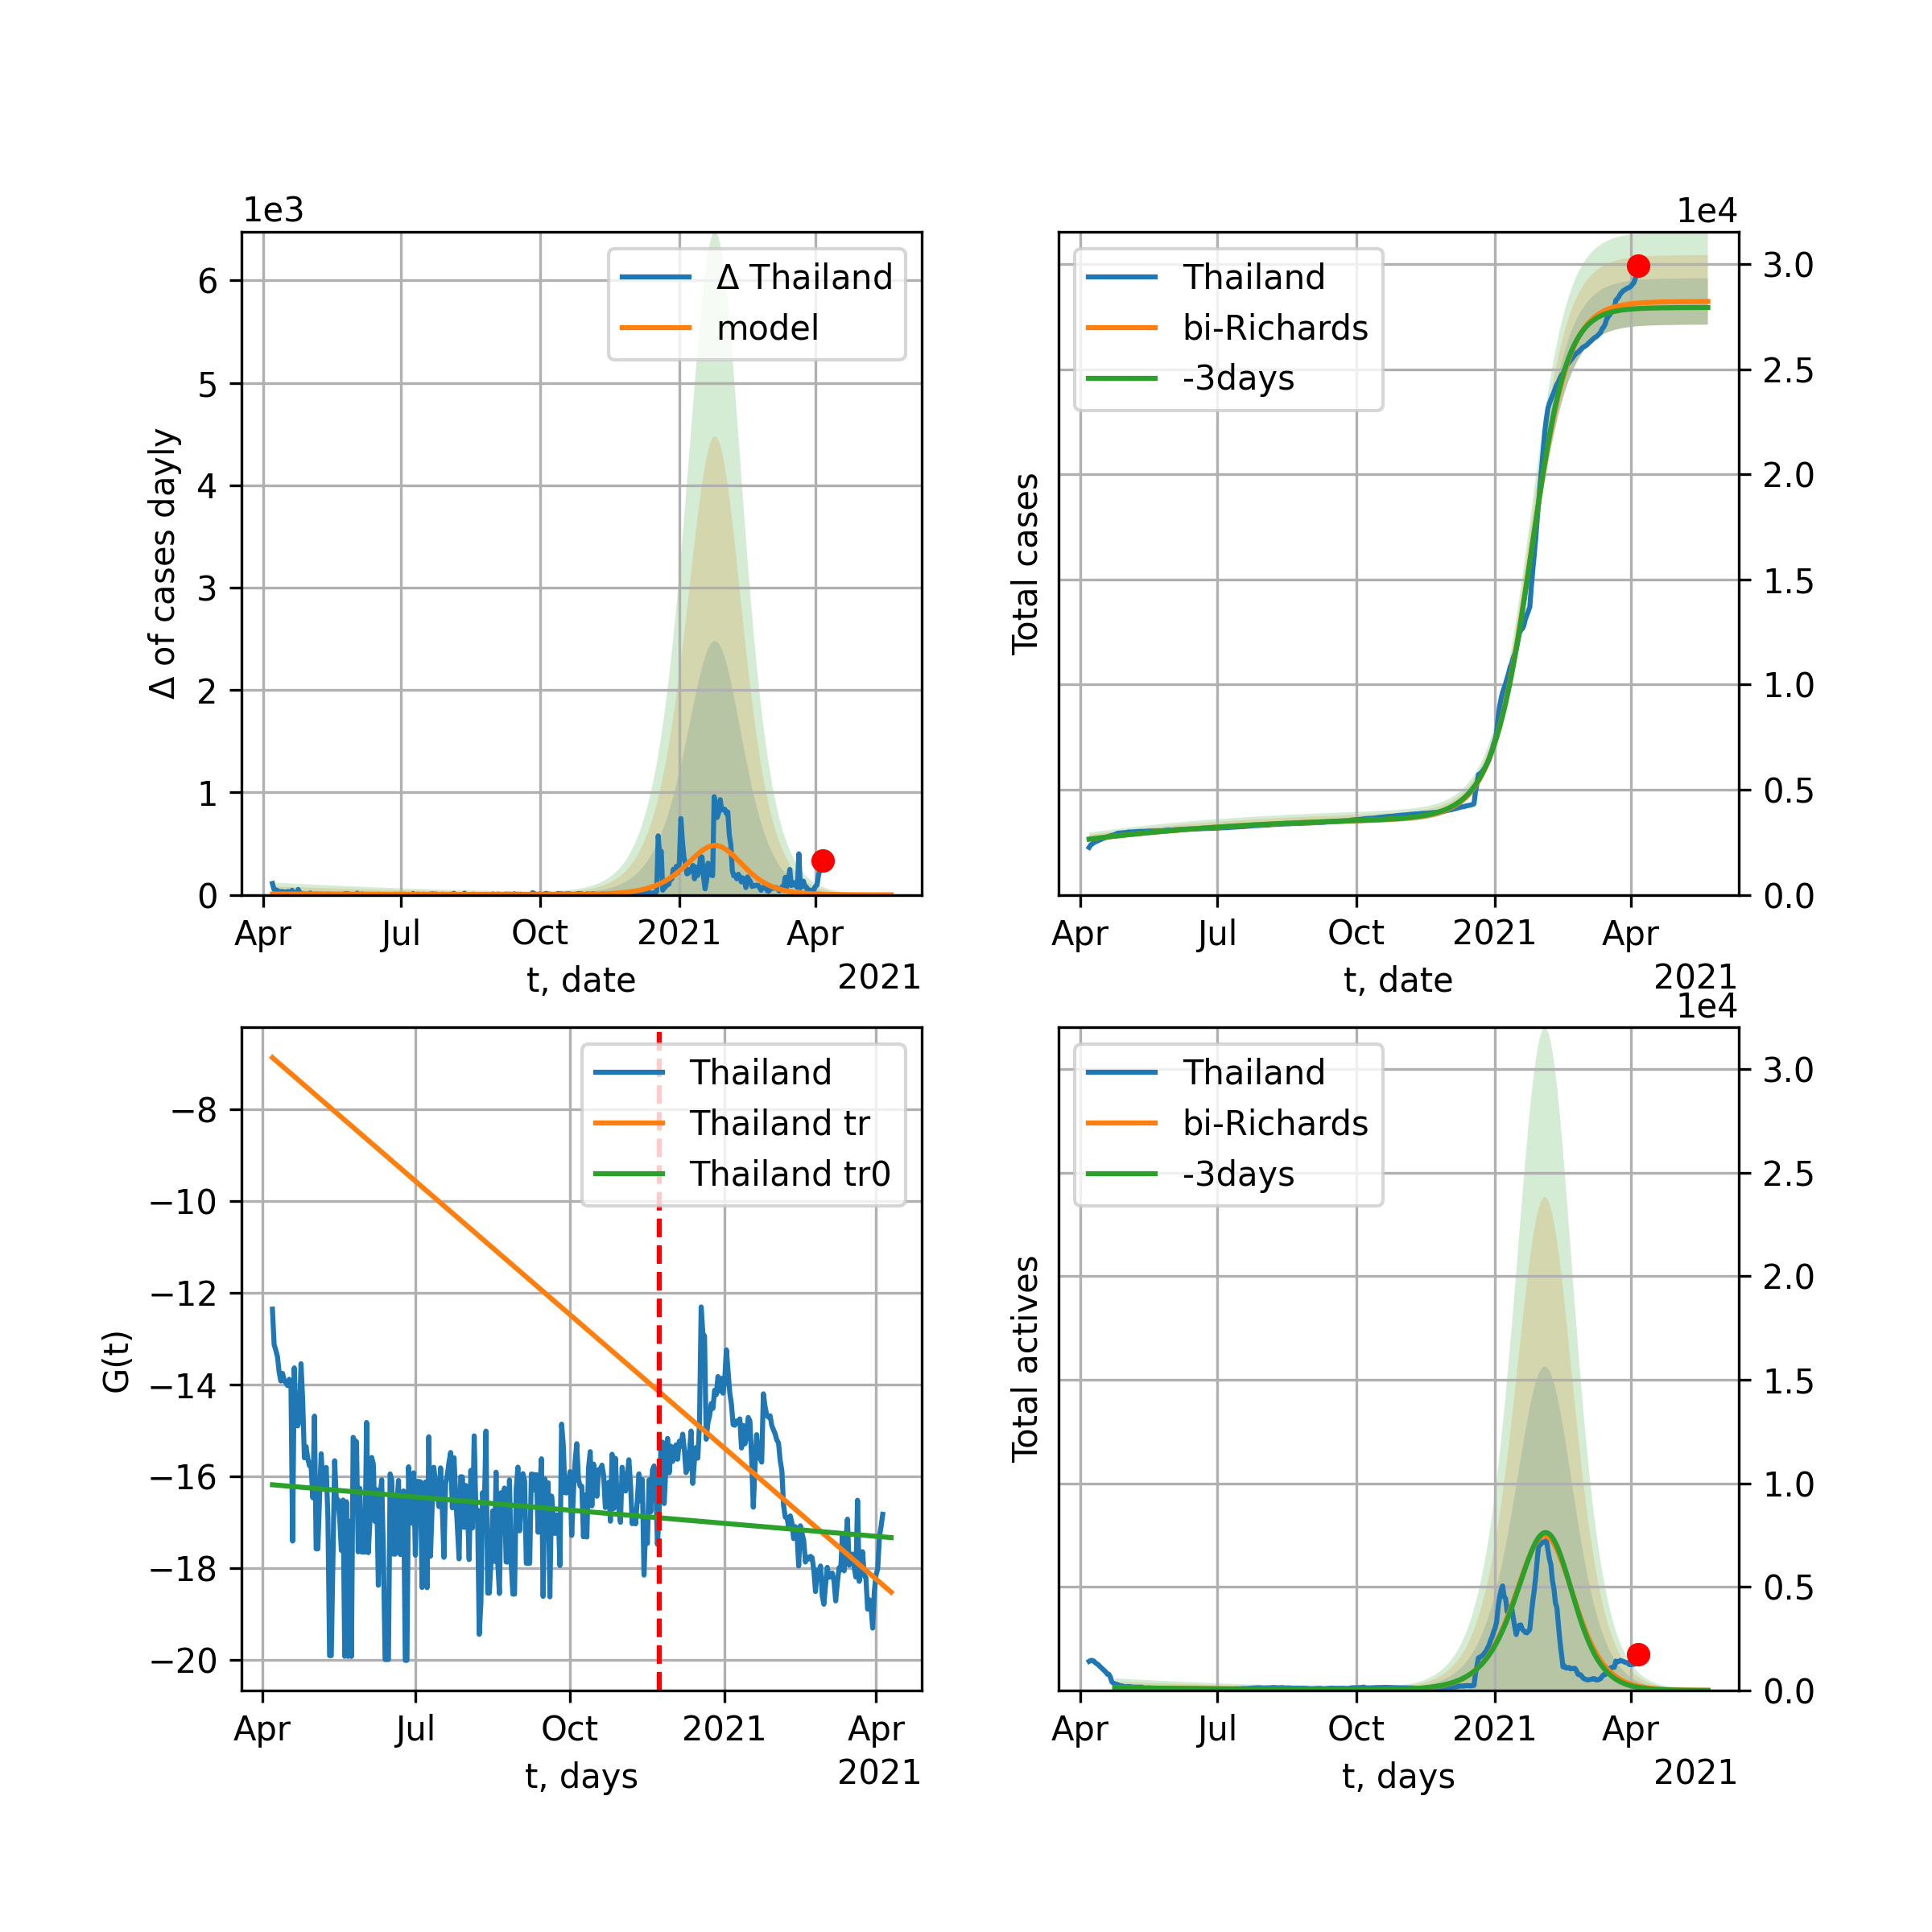 1e3
Δ of cases dayly
6
5
4
3
2
1
0
Δ Thailand
model
Apr
Jul
Oct
2021
Apr
t, date
2021
1e4
Total cases
Thailand
bi-Richards
-3days
3.0
2.5
2.0
1.5
1.0
0.5
0.0
Apr
Jul
Oct
2021
Apr
t, date
2021
G(t)
−8
−10
−12
−14
−16
−18
−20
Thailand
Thailand tr
Thailand tr0
Apr
Jul
Oct
2021
Apr
t, days
2021
1e4
Total actives
Thailand
bi-Richards
-3days
3.0
2.5
2.0
1.5
1.0
0.5
0.0
Apr
Jul
Oct
2021
Apr
t, days
2021